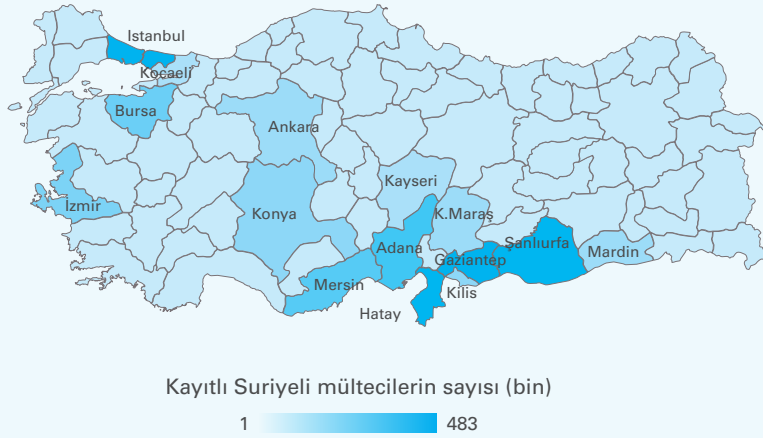 Istanbul
Kocaeli
Bursa
Ankara
Kayseri
İzmir
Konya
K.Maraş
Adana
Gaziantep
Şanlıurfa
Mardin
Mersin
Kilis
Hatay
Kayıtlı Suriyeli mültecilerin sayısı (bin)
1 483